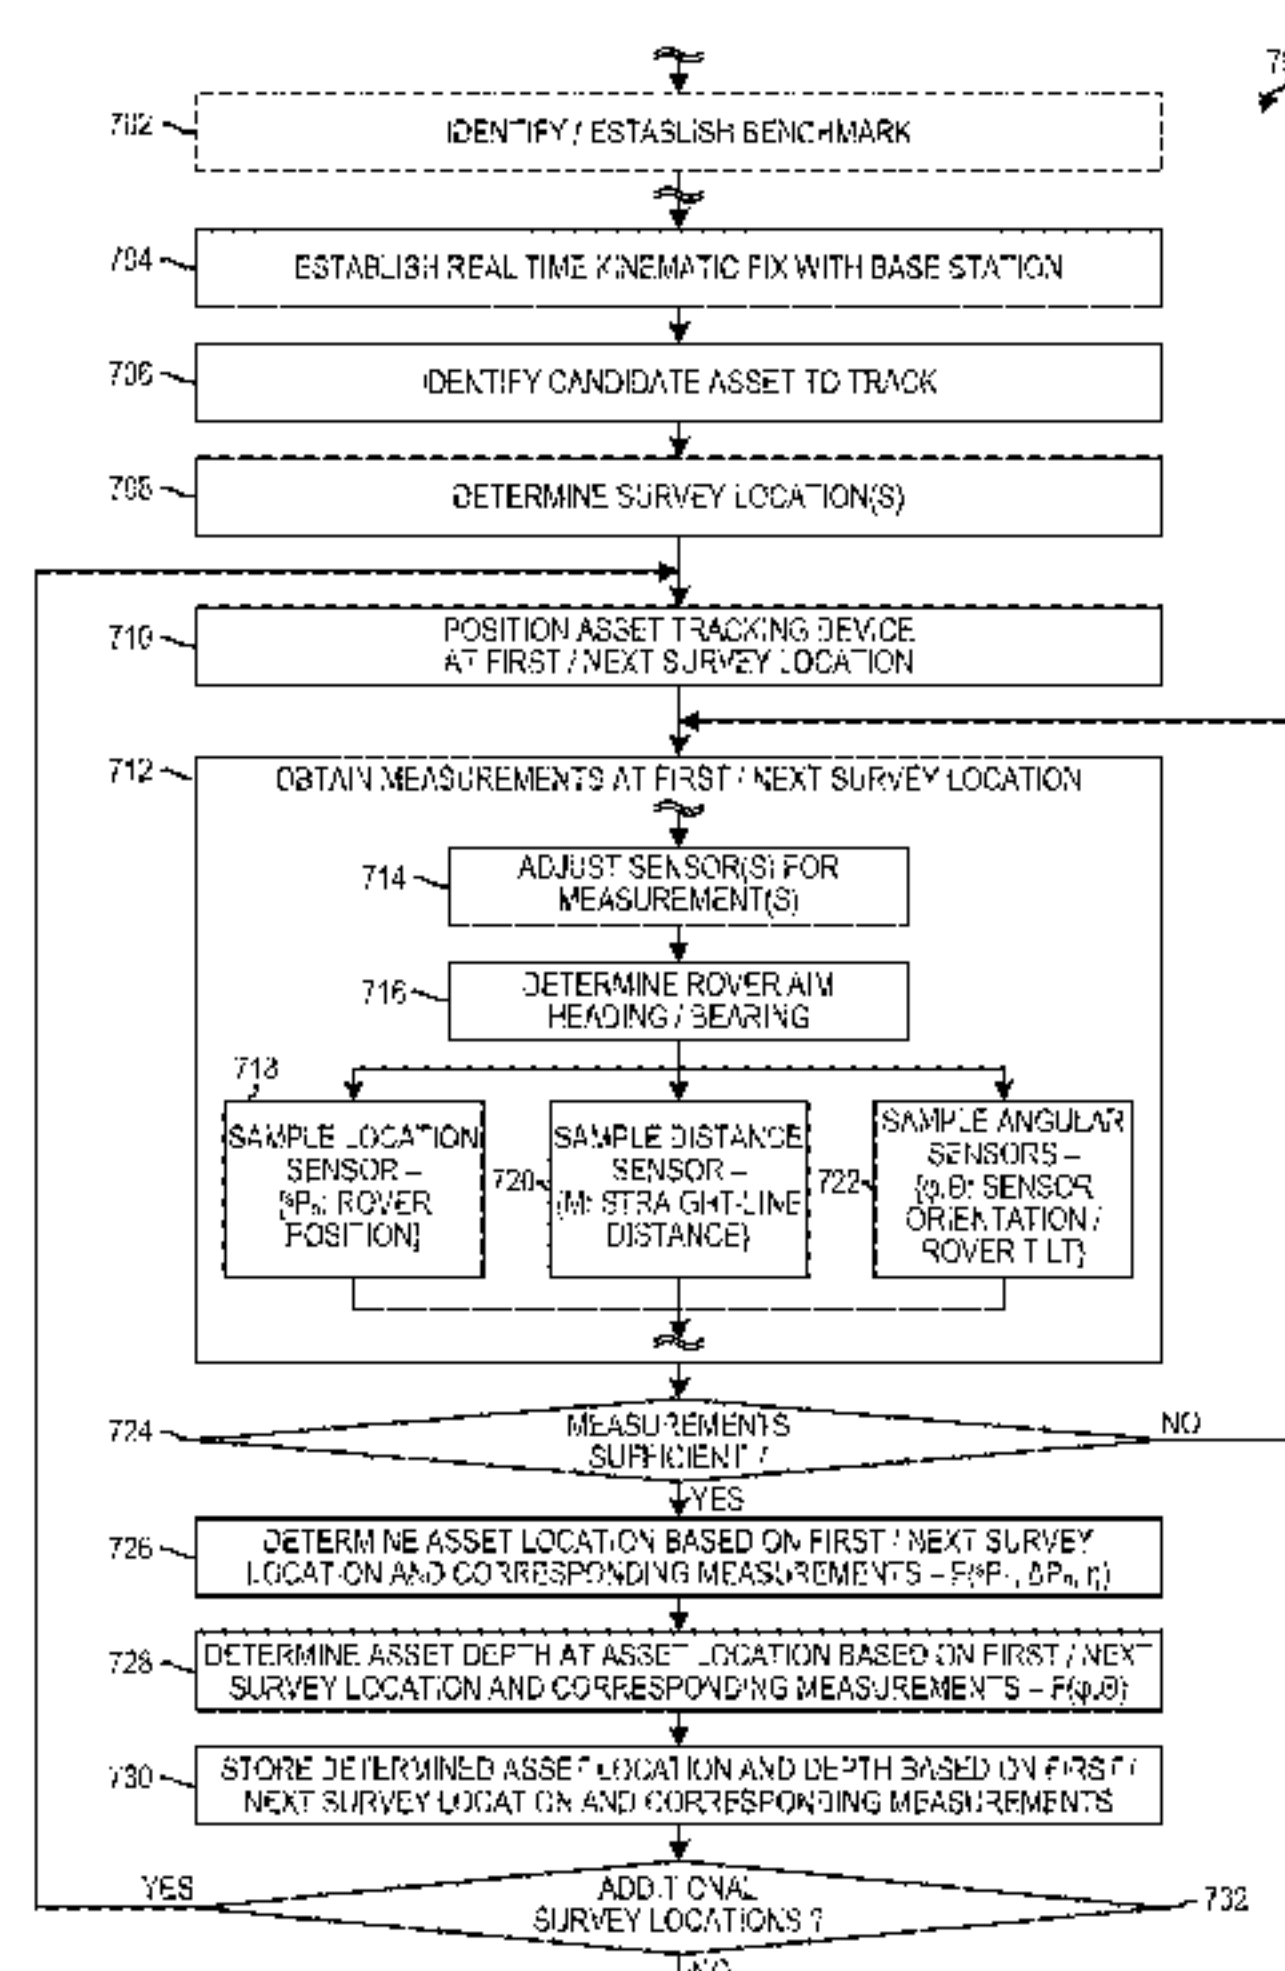 702
IDENTIFY / ESTABLISH BENCHMARK
704
ESTABLISH REAL TIME KINEMATIC FIX WITH BASE STATION
706
IDENTIFY CANDIDATE ASSET TO TRACK
708
DETERMINE SURVEY LOCATION(S)
710
POSITION ASSET TRACKING DEVICE
AT FIRST / NEXT SURVEY LOCATION
712
OBTAIN MEASUREMENTS AT FIRST / NEXT SURVEY LOCATION
714
ADJUST SENSOR(S) FOR
MEASUREMENT(S)
716
DETERMINE ROVER AIM
HEADING / BEARING
718
SAMPLE LOCATION
SENSOR –
ROVER
POSITION}
720
SAMPLE DISTANCE
SENSOR –
{M: STRAIGHT-LINE
DISTANCE}
722
SAMPLE ANGULAR
SENSORS –
{φ,Θ: SENSOR
ORIENTATION /
ROVER TILT}
724
MEASUREMENTS
SUFFICIENT ?
NO
YES
726
DETERMINE ASSET LOCATION BASED ON FIRST / NEXT SURVEY
LOCATION AND CORRESPONDING MEASUREMENTS –
728
DETERMINE ASSET DEPTH AT ASSET LOCATION BASED ON FIRST / NEXT
SURVEY LOCATION AND CORRESPONDING MEASUREMENTS – F(φ,Θ)
730
STORE DETERMINED ASSET LOCATION AND DEPTH BASED ON FIRST /
NEXT SURVEY LOCATION AND CORRESPONDING MEASUREMENTS
YES
ADDITIONAL
SURVEY LOCATIONS ?
732
NO